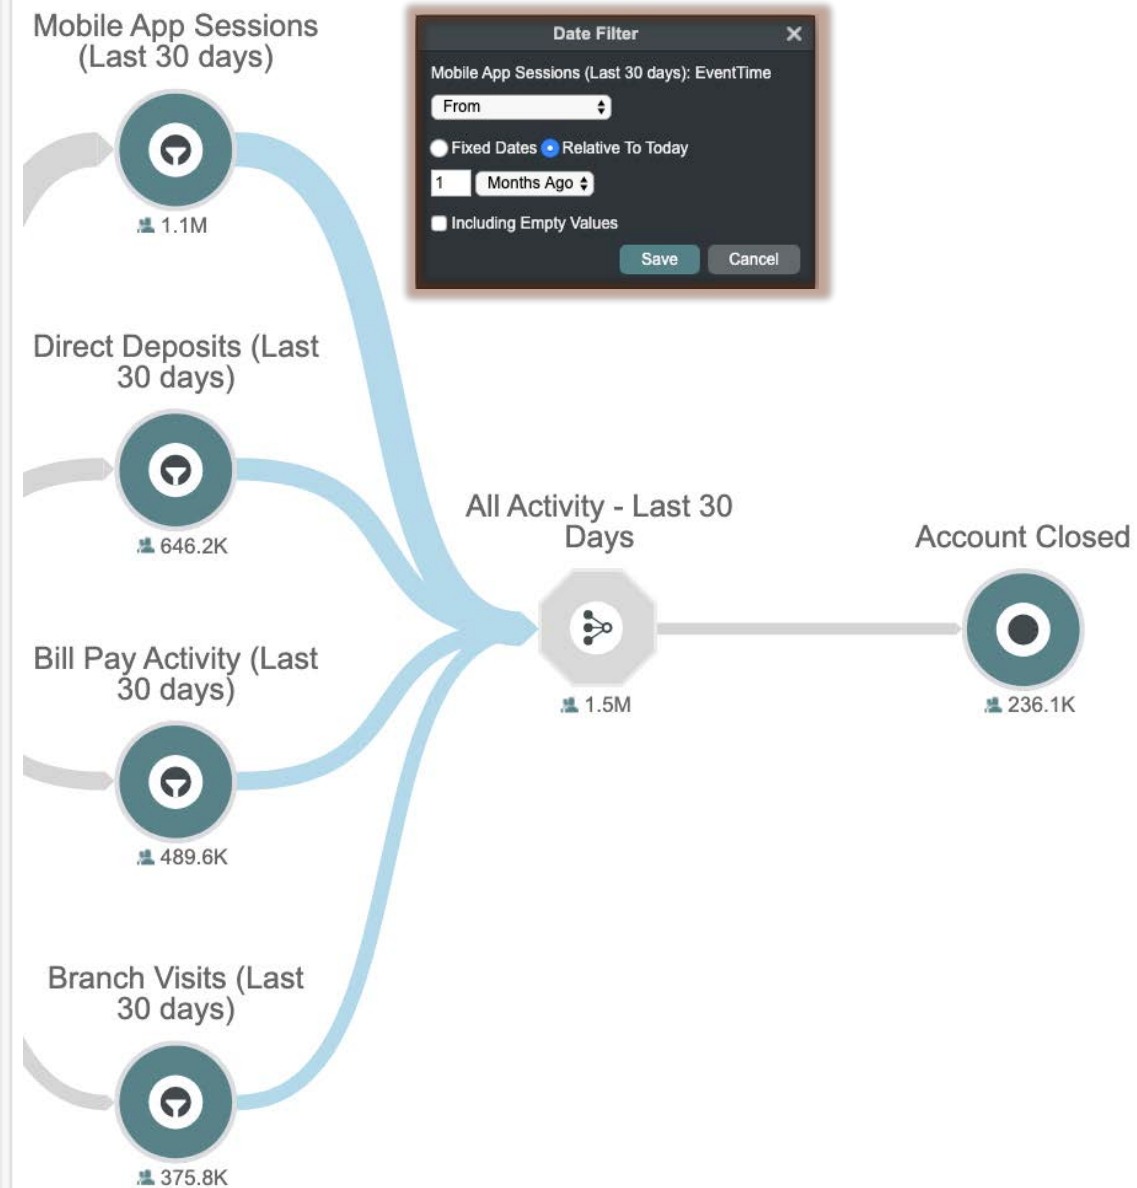 Mobile App Sessions
(Last 30 days)
1.1M
Date Filter
Mobile App Sessions (Last 30 days): EventTime
From
Fixed Dates Relative To Today
1 Months Ago
Including Empty Values
Save Cancel
Direct Deposits (Last
30 days)
646.2K
All Activity - Last 30
Days
1.5M
Account Closed
236.1K
Bill Pay Activity (Last
30 days)
489.6K
Branch Visits (Last
30 days)
375.8K